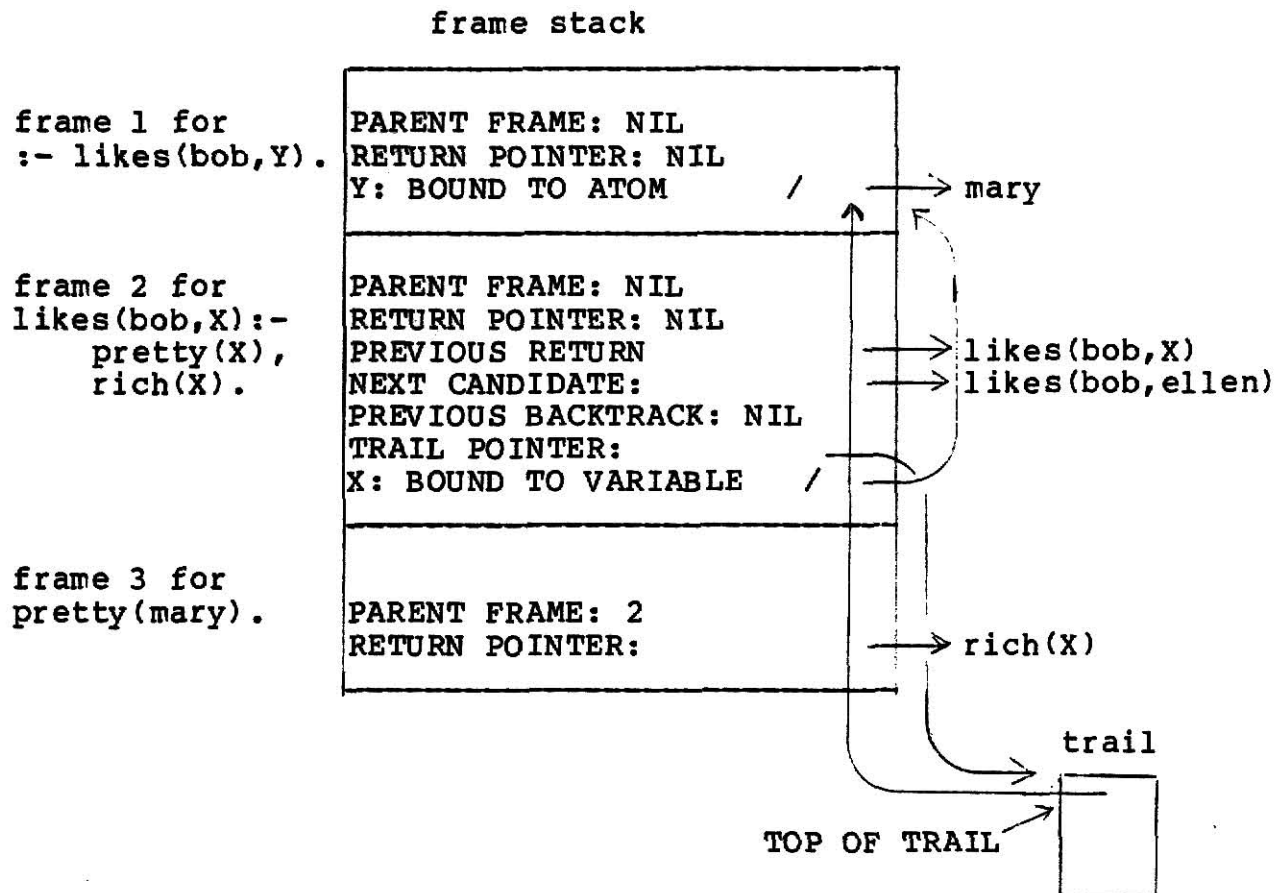 frame stack
frame 1 for
:- likes(bob,Y).
PARENT FRAME: NIL
RETURN POINTER: NIL
Y: BOUND TO ATOM /
mary
frame 2 for
likes(bob,X):-
pretty(X),
rich(X).
PARENT FRAME: NIL
RETURN POINTER: NIL
PREVIOUS RETURN
likes(bob,X)
NEXT CANDIDATE:
likes(bob,ellen)
PREVIOUS BACKTRACK: NIL
TRAIL POINTER:
X: BOUND TO VARIABLE /
frame 3 for
pretty(mary).
PARENT FRAME: 2
RETURN POINTER:
rich(X)
trail
TOP OF TRAIL